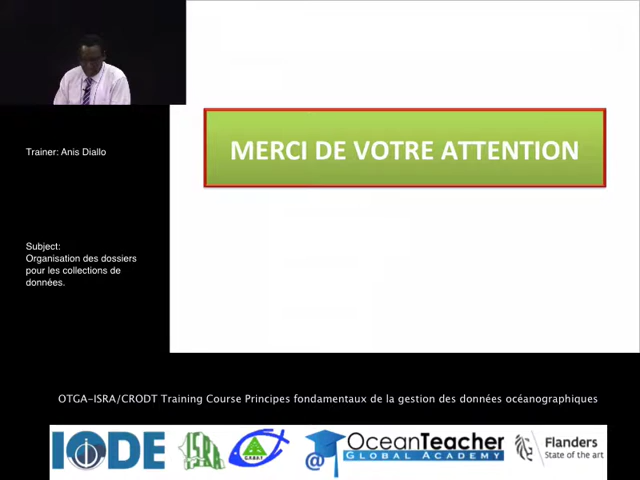 MERCI DE VOTRE ATTENTION
Trainer: Anis Diallo
Subject:
Organisation des dossiers
pour les collections de
données.
OTGA-ISRA/CRODT Training Course Principes fondamentaux de la gestion des données océanographiques
IODE
ISRA
@
OceanTeacher
GLOBAL ACADEMY
Flanders
State of the art